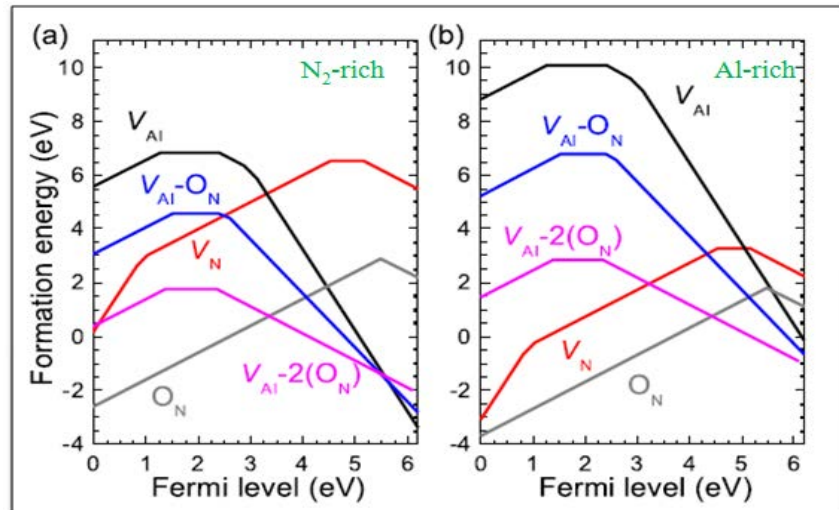 (a)
N₂-rich
V_Al
V_Al-O_N
V_N
V_Al-2(O_N)
O_N
Formation energy (eV)
10
8
6
4
2
0
-2
-4
0 1 2 3 4 5 6
Fermi level (eV)
(b)
Al-rich
V_Al
V_Al-O_N
V_Al-2(O_N)
V_N
O_N
10
8
6
4
2
0
-2
-4
0 1 2 3 4 5 6
Fermi level (eV)